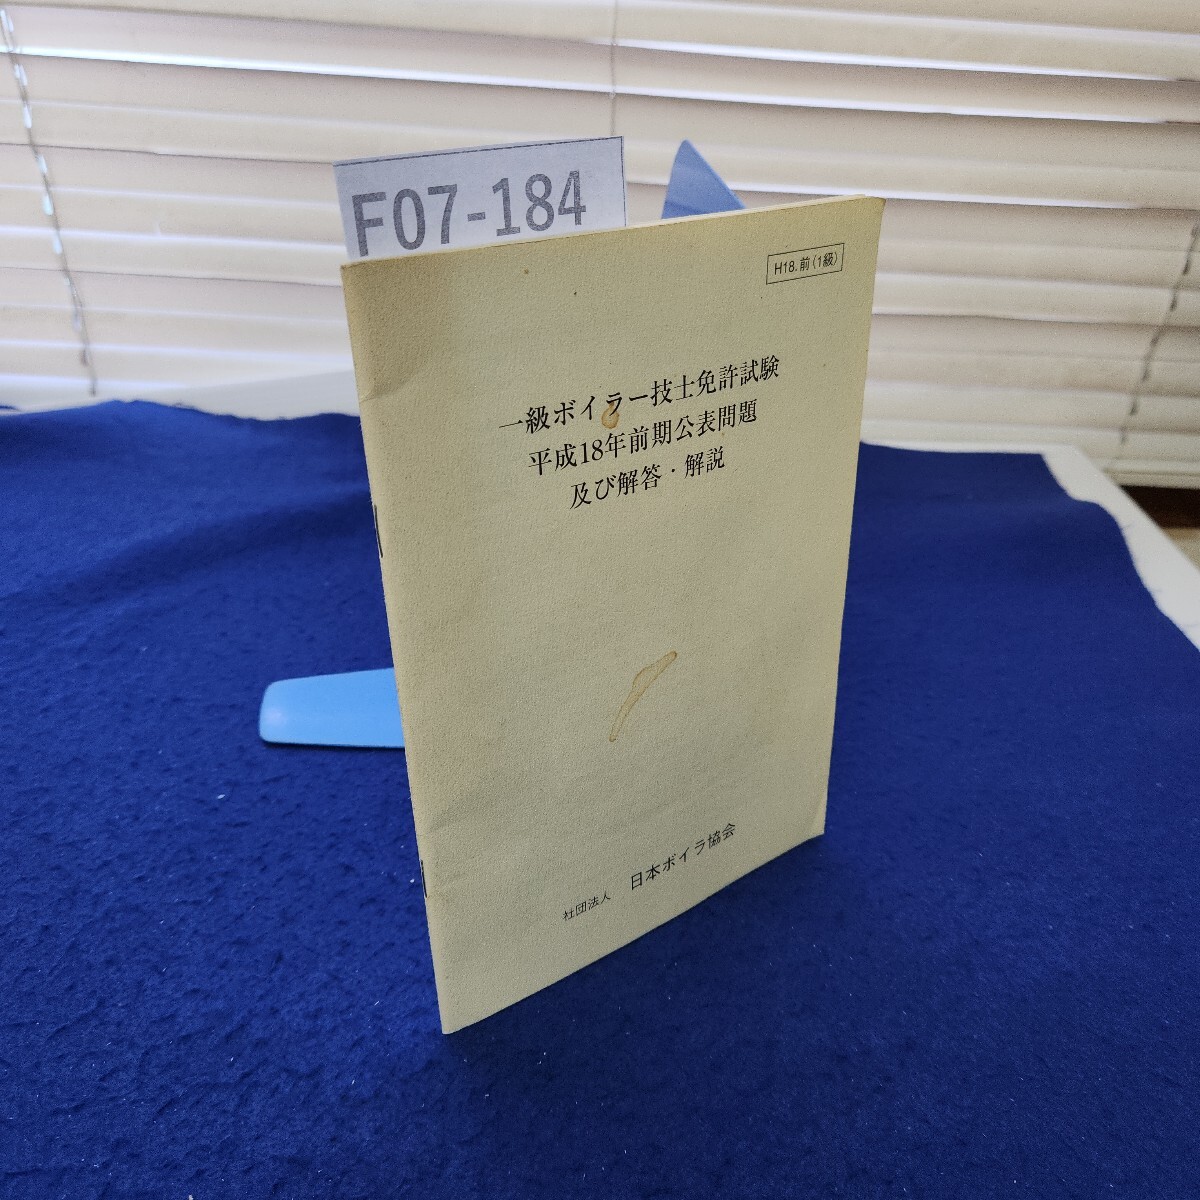 F07-184
H18.前(1級)
一級ボイラー技士免許試験
平成18年前期公表問題
及び解答・解説
社団法人 日本ボイラ協会